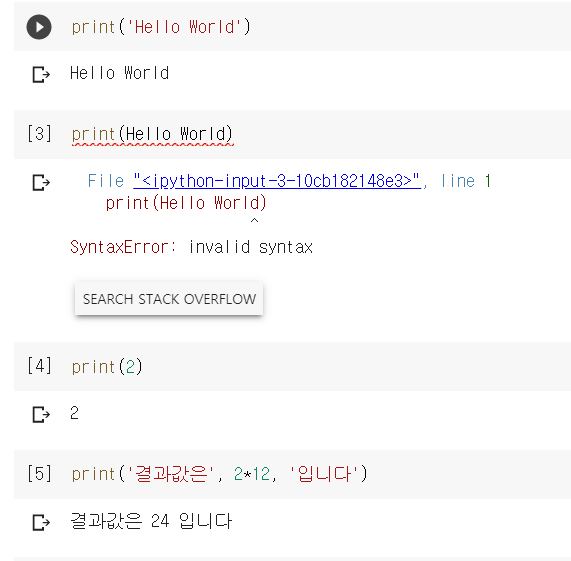 print('Hello World')
Hello World
[3] print(Hello World)
File "<ipython-input-3-10cb182148e3>", line 1
print(Hello World)
^
SyntaxError: invalid syntax
SEARCH STACK OVERFLOW
[4] print(2)
2
[5] print('결과값은', 2*12, '입니다')
결과값은 24 입니다